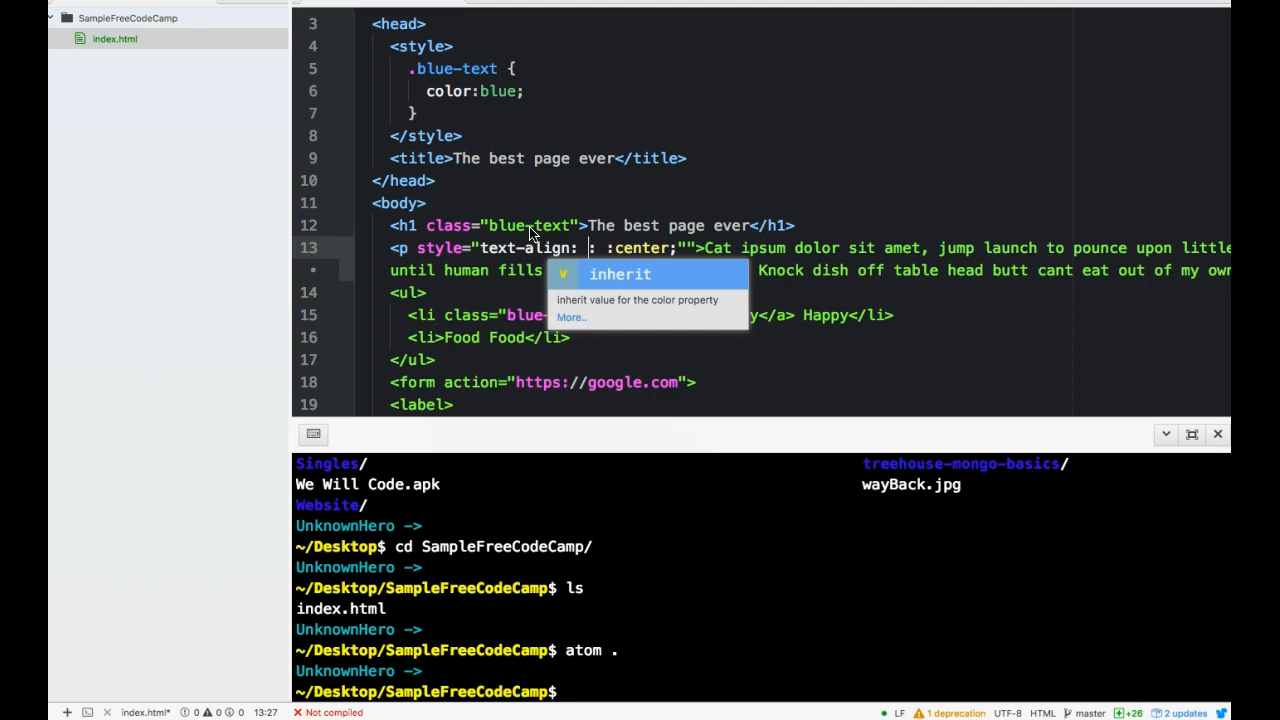 SampleFreeCodeCamp
index.html
3 <head>
4 <style>
5 .blue-text {
6 color:blue;
7 }
8 </style>
9 <title>The best page ever</title>
10 </head>
11 <body>
12 <h1 class="blue-text">The best page ever</h1>
13 <p style="text-align: : :center;"">Cat ipsum dolor sit amet, jump launch to pounce upon little
• until human fills Knock dish off table head butt cant eat out of my own
v inherit
inherit value for the color property
More..
14 <ul>
15 <li class="blue- y</a> Happy</li>
16 <li>Food Food</li>
17 </ul>
18 <form action="https://google.com">
19 <label>
Singles/ treehouse-mongo-basics/
We Will Code.apk wayBack.jpg
Website/
UnknownHero ->
~/Desktop$ cd SampleFreeCodeCamp/
UnknownHero ->
~/Desktop/SampleFreeCodeCamp$ ls
index.html
UnknownHero ->
~/Desktop/SampleFreeCodeCamp$ atom .
UnknownHero ->
~/Desktop/SampleFreeCodeCamp$
index.html* 0 0 0 13:27 Not compiled LF 1 deprecation UTF-8 HTML master +26 2 updates